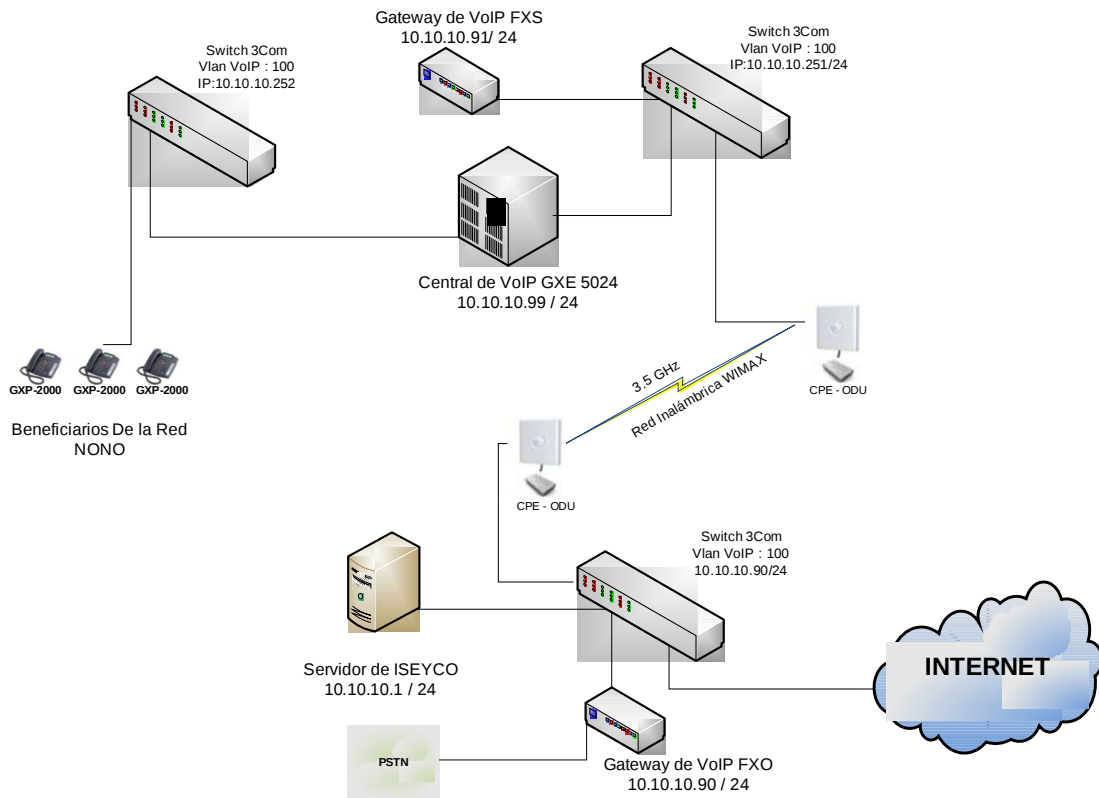 Gateway de VoIP FXS
10.10.10.91/ 24
Switch 3Com
Vlan VoIP : 100
IP:10.10.10.252
Switch 3Com
Vlan VoIP : 100
IP:10.10.10.251/24
Central de VoIP GXE 5024
10.10.10.99 / 24
GXP-2000
GXP-2000
GXP-2000
Beneficiarios De la Red
NONO
3.5 GHz
Red Inalámbrica WIMAX
CPE - ODU
CPE - ODU
Switch 3Com
Vlan VoIP : 100
10.10.10.90/24
Servidor de ISEYCO
10.10.10.1 / 24
INTERNET
PSTN
Gateway de VoIP FXO
10.10.10.90 / 24